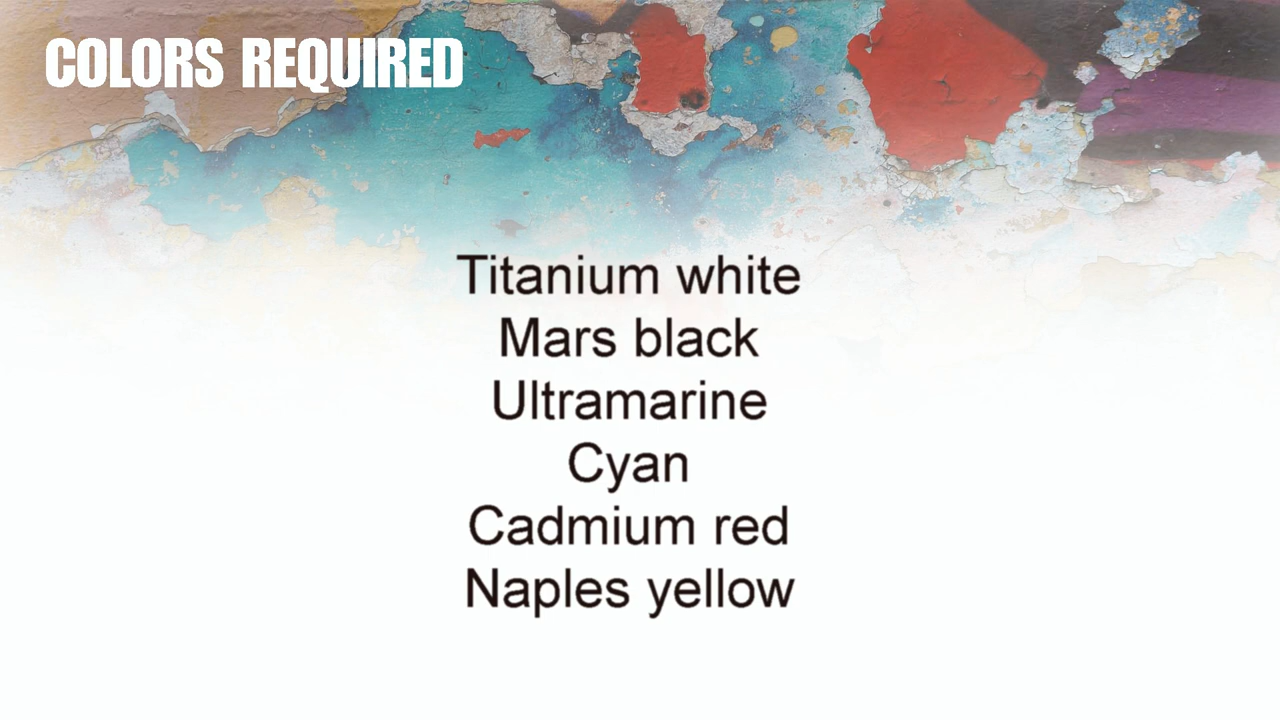 COLORS REQUIRED
Titanium white
Mars black
Ultramarine
Cyan
Cadmium red
Naples yellow